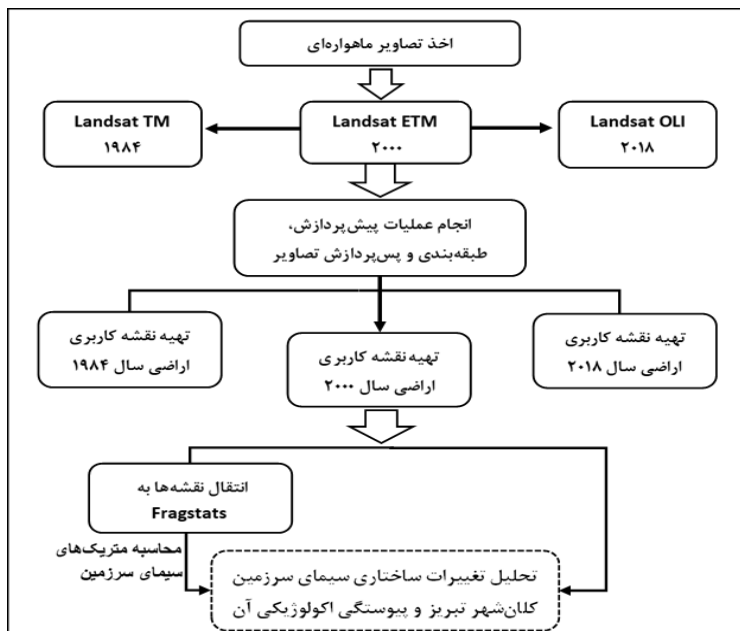 اخذ تصاویر ماهواره‌ای
Landsat TM
۱۹۸۴
Landsat ETM
۲۰۰۰
Landsat OLI
۲۰۱۸
انجام عملیات پیش‌پردازش،
طبقه‌بندی و پس‌پردازش تصاویر
تهیه نقشه کاربری
اراضی سال ۱۹۸۴
تهیه نقشه کاربری
اراضی سال ۲۰۰۰
تهیه نقشه کاربری
اراضی سال ۲۰۱۸
انتقال نقشه‌ها به
Fragstats
محاسبه متریک‌های
سیمای سرزمین
تحلیل تغییرات ساختاری سیمای سرزمین
کلان‌شهر تبریز و پیوستگی اکولوژیکی آن